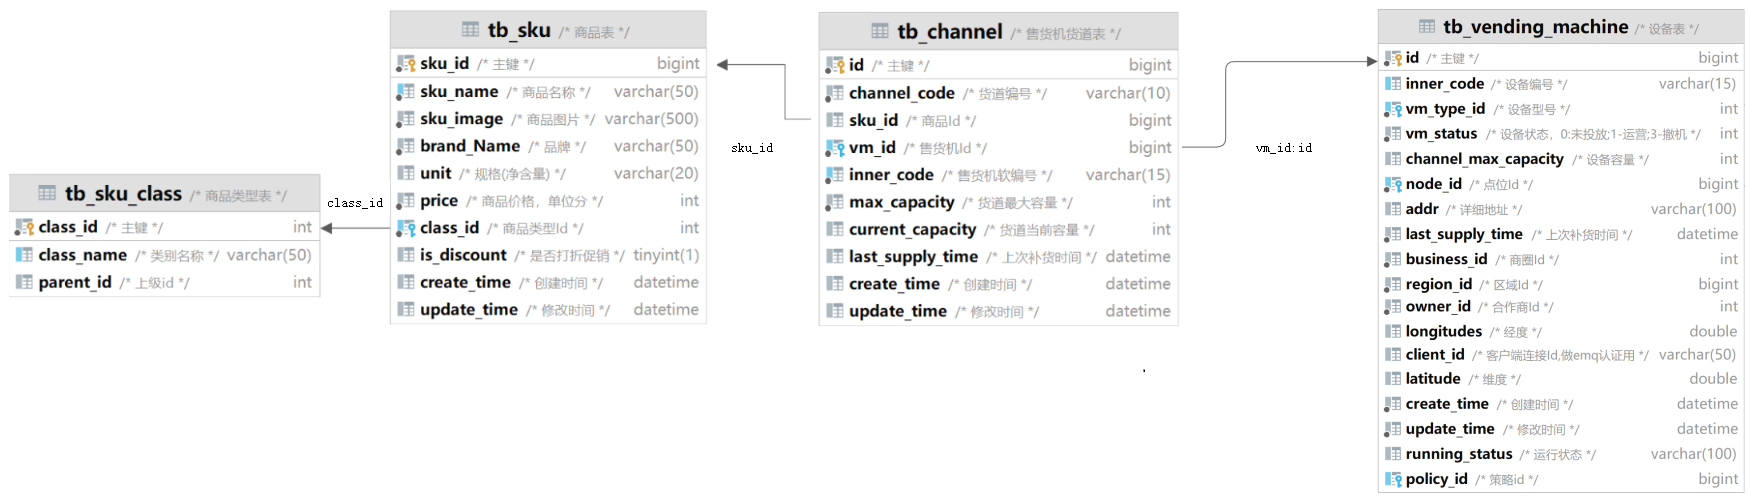 tb_sku_class /* 商品类型表 */
class_id /* 主键 */ int
class_name /* 类别名称 */ varchar(50)
parent_id /* 上级id */ int
class_id
tb_sku /* 商品表 */
sku_id /* 主键 */ bigint
sku_name /* 商品名称 */ varchar(50)
sku_image /* 商品图片 */ varchar(500)
brand_Name /* 品牌 */ varchar(50)
unit /* 规格(净含量) */ varchar(20)
price /* 商品价格，单位分 */ int
class_id /* 商品类型Id */ int
is_discount /* 是否打折促销 */ tinyint(1)
create_time /* 创建时间 */ datetime
update_time /* 修改时间 */ datetime
sku_id
tb_channel /* 售货机货道表 */
id /* 主键 */ bigint
channel_code /* 货道编号 */ varchar(10)
sku_id /* 商品Id */ bigint
vm_id /* 售货机Id */ bigint
inner_code /* 售货机软编号 */ varchar(15)
max_capacity /* 货道最大容量 */ int
current_capacity /* 货道当前容量 */ int
last_supply_time /* 上次补货时间 */ datetime
create_time /* 创建时间 */ datetime
update_time /* 修改时间 */ datetime
vm_id:id
tb_vending_machine /* 设备表 */
id /* 主键 */ bigint
inner_code /* 设备编号 */ varchar(15)
vm_type_id /* 设备型号 */ int
vm_status /* 设备状态，0:未投放;1-运营;3-撤机 */ int
channel_max_capacity /* 设备容量 */ int
node_id /* 点位Id */ bigint
addr /* 详细地址 */ varchar(100)
last_supply_time /* 上次补货时间 */ datetime
business_id /* 商圈Id */ int
region_id /* 区域Id */ bigint
owner_id /* 合作商Id */ int
longitudes /* 经度 */ double
client_id /* 客户端连接Id,做emq认证用 */ varchar(50)
latitude /* 维度 */ double
create_time /* 创建时间 */ datetime
update_time /* 修改时间 */ datetime
running_status /* 运行状态 */ varchar(100)
policy_id /* 策略id */ bigint